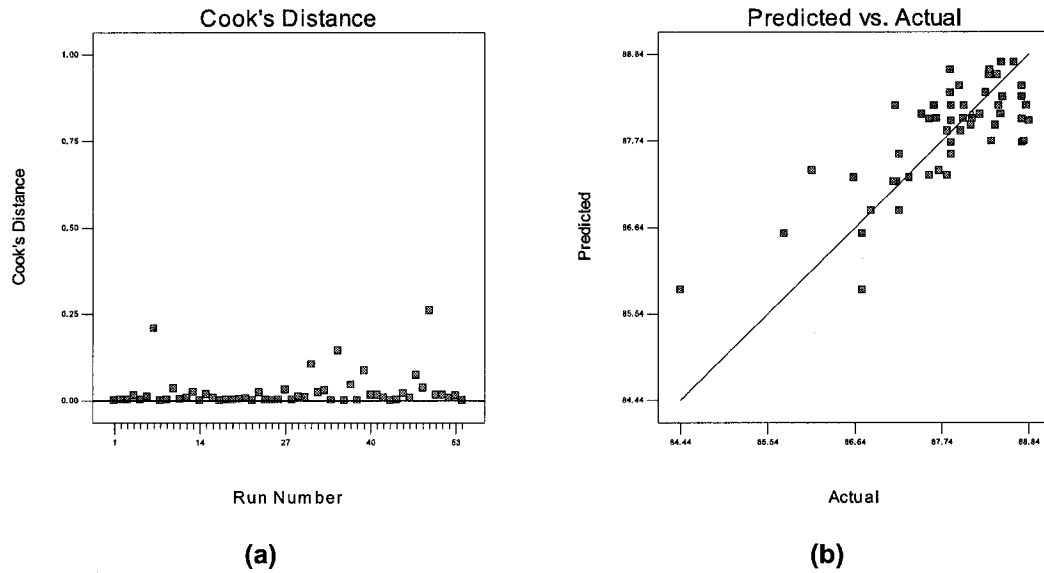 Cook's Distance
1.00
0.75
0.50
0.25
0.00
Cook's Distance
1
14
27
40
53
Run Number
(a)
Predicted vs. Actual
88.84
87.74
86.64
85.54
84.44
Predicted
84.44
85.54
86.64
87.74
88.84
Actual
(b)